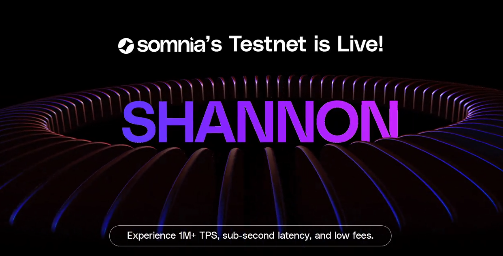 somnia's Testnet is Live!
SHANNON
Experience 1M+ TPS, sub-second latency, and low fees.